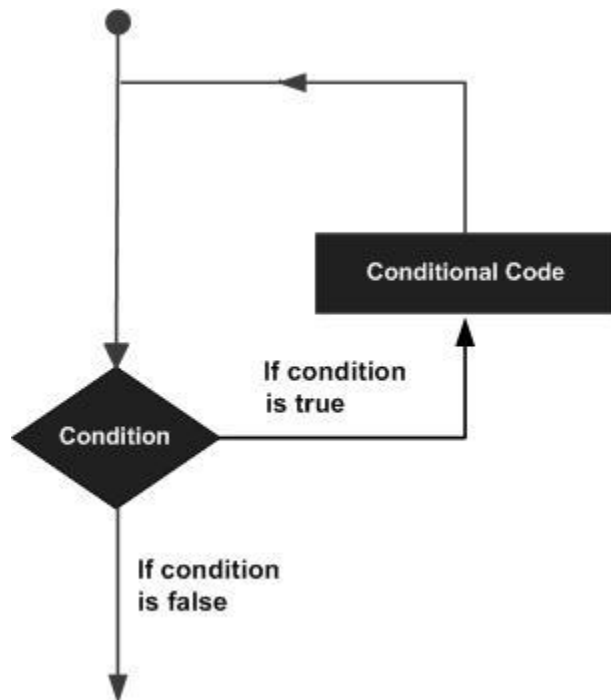 Conditional Code
If condition
is true
Condition
If condition
is false